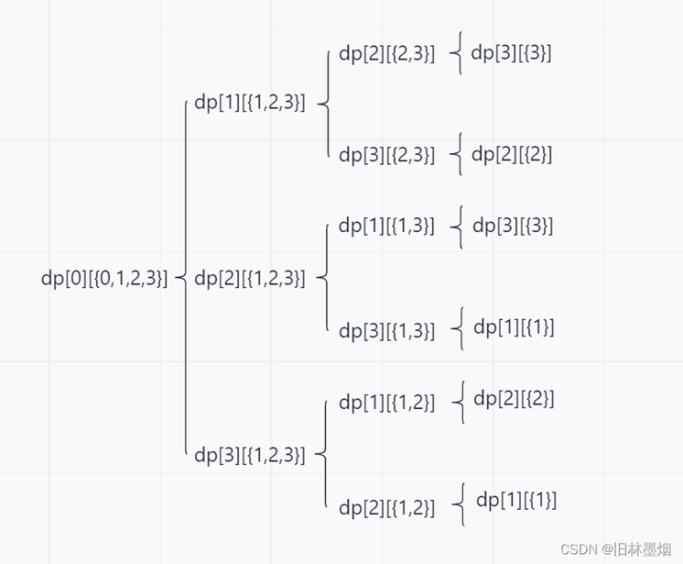 dp[2][{2,3}]
dp[3][{3}]
dp[1][{1,2,3}]
dp[3][{2,3}]
dp[2][{2}]
dp[1][{1,3}]
dp[3][{3}]
dp[0][{0,1,2,3}]
dp[2][{1,2,3}]
dp[3][{1,3}]
dp[1][{1}]
dp[1][{1,2}]
dp[2][{2}]
dp[3][{1,2,3}]
dp[2][{1,2}]
dp[1][{1}]
CSDN @旧林墨烟